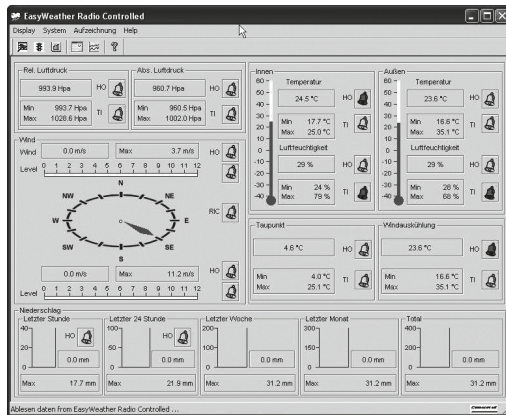 EasyWeather Radio Controlled
Display System Aufzeichnung Help
Rel. Luftdruck
993.9 Hpa HO
Min 993.7 Hpa
Max 1028.6 Hpa TI
Abs. Luftdruck
960.7 Hpa HO
Min 960.5 Hpa
Max 1002.0 Hpa TI
Wind
Wind 0.0 m/s Max 3.7 m/s HO
Level 0 1 2 3 4 5 6 7 8 9 10 11 12
N
NW NE
W E RIC
SW SE
S
0.0 m/s Max 11.2 m/s HO
Level 0 1 2 3 4 5 6 7 8 9 10 11 12
Innen
60
50
40
30
20
10
0
-10
-20
-30
-40
Temperatur
24.5 °C HO
Min 17.7 °C
Max 25.0 °C TI
Luftfeuchtigkeit
29 % HO
Min 24 %
Max 79 % TI
Außen
60
50
40
30
20
10
0
-10
-20
-30
-40
Temperatur
23.6 °C HO
Min 16.6 °C
Max 35.1 °C TI
Luftfeuchtigkeit
29 % HO
Min 28 %
Max 68 % TI
Taupunkt
4.6 °C HO
Min 4.0 °C
Max 25.1 °C TI
Windauskühlung
23.6 °C HO
Min 16.6 °C
Max 35.1 °C TI
Niederschlag
Letzter Stunde
40
20
0
HO
0.0 mm
Max 17.7 mm
Letzter 24 Stunde
100
50
0
HO
0.0 mm
Max 21.9 mm
Letzter Woche
200
100
0
0.0 mm
Max 31.2 mm
Letzter Monat
300
150
0
0.0 mm
Max 31.2 mm
Total
400
200
0
0.0 mm
Max 31.2 mm
Ablesen daten from EasyWeather Radio Controlled ...